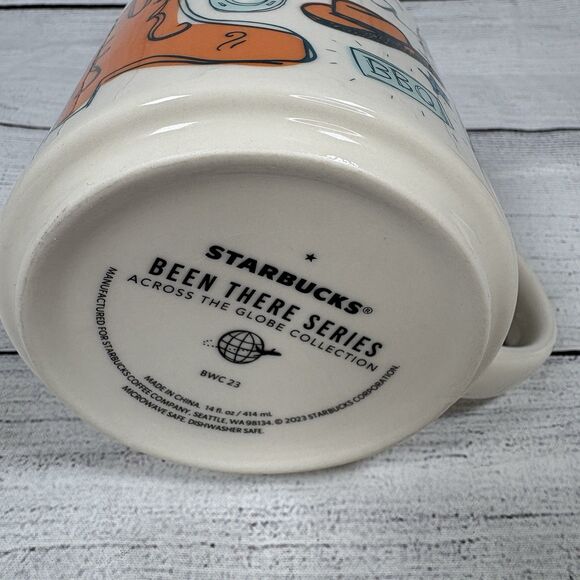 BBQ
STARBUCKS®
BEEN THERE SERIES
ACROSS THE GLOBE COLLECTION
BWC 23
MADE IN CHINA. 14 fl. oz / 414 mL
MANUFACTURED FOR STARBUCKS COFFEE COMPANY, SEATTLE, WA 98134. © 2023 STARBUCKS CORPORATION.
MICROWAVE SAFE. DISHWASHER SAFE.